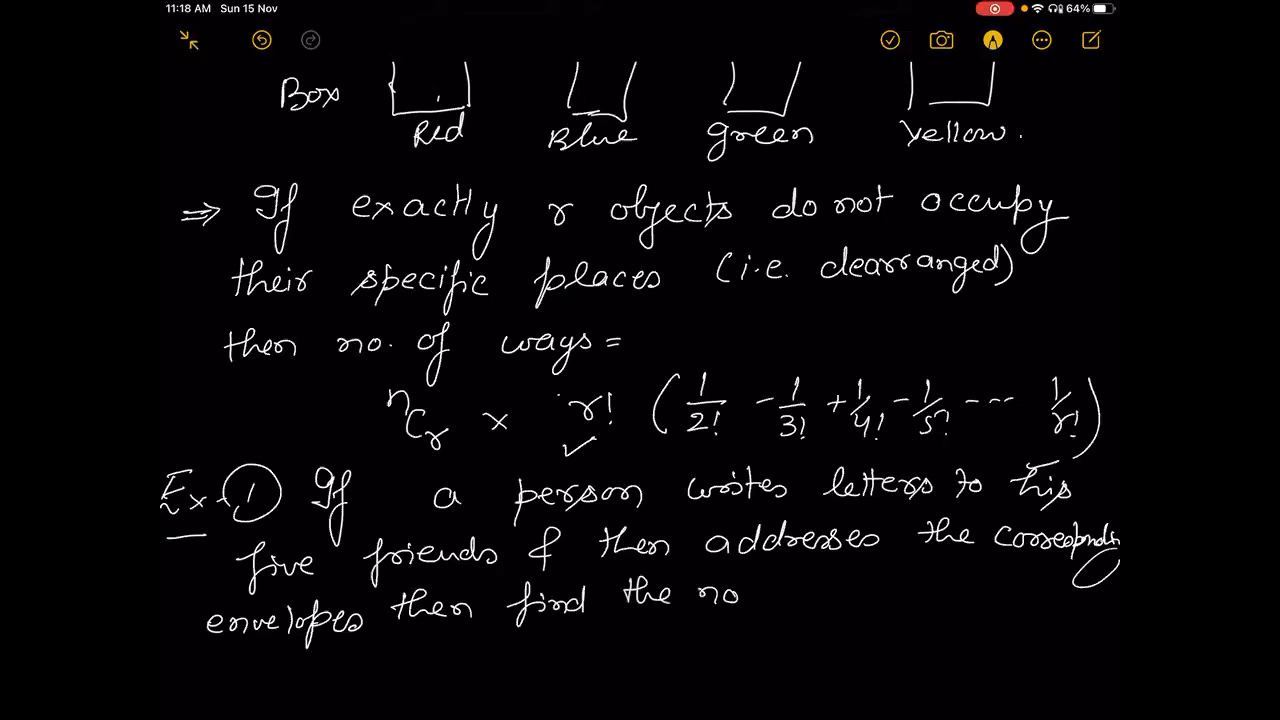 11:18 AM Sun 15 Nov 64%
Box
Red Blue green yellow.
⇒ If exactly r objects do not occupy
their specific places (i.e. dearranged)
then no. of ways =
ⁿCᵣ × r! (1/2! - 1/3! + 1/4! - 1/5! --- 1/r!)
Ex-① If a person writes letters to his
five friends & then addresses the correspondin
envelopes then find the no